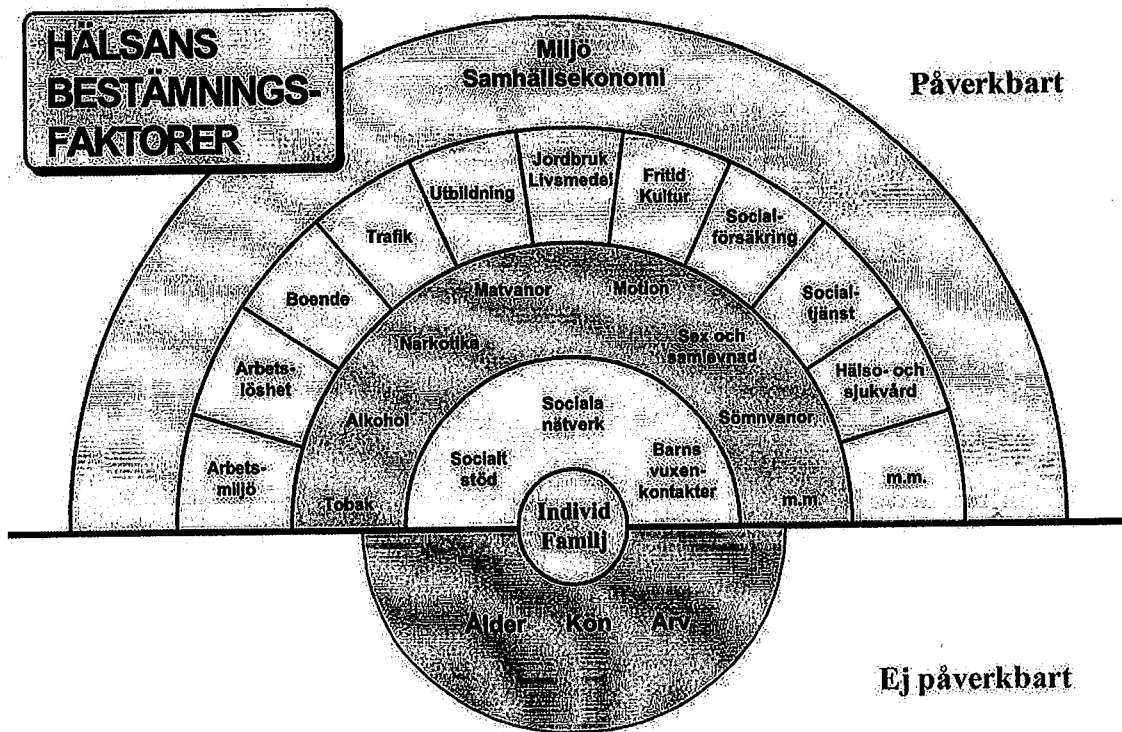 HÄLSANS
BESTÄMNINGS-
FAKTORER
Miljö
Samhällsekonomi
Påverkbart
Arbets-
miljö
Arbets-
löshet
Boende
Trafik
Utbildning
Jordbruk
Livsmedel
Fritid
Kultur
Social-
försäkring
Social-
tjänst
Hälso- och
sjukvård
m.m.
Tobak
Alkohol
Narkotika
Matvanor
Motion
Sex och
samlevnad
Sömnvanor
m.m
Socialt
stöd
Sociala
nätverk
Barns
vuxen-
kontakter
Individ
Familj
Ålder Kön Arv
Ej påverkbart